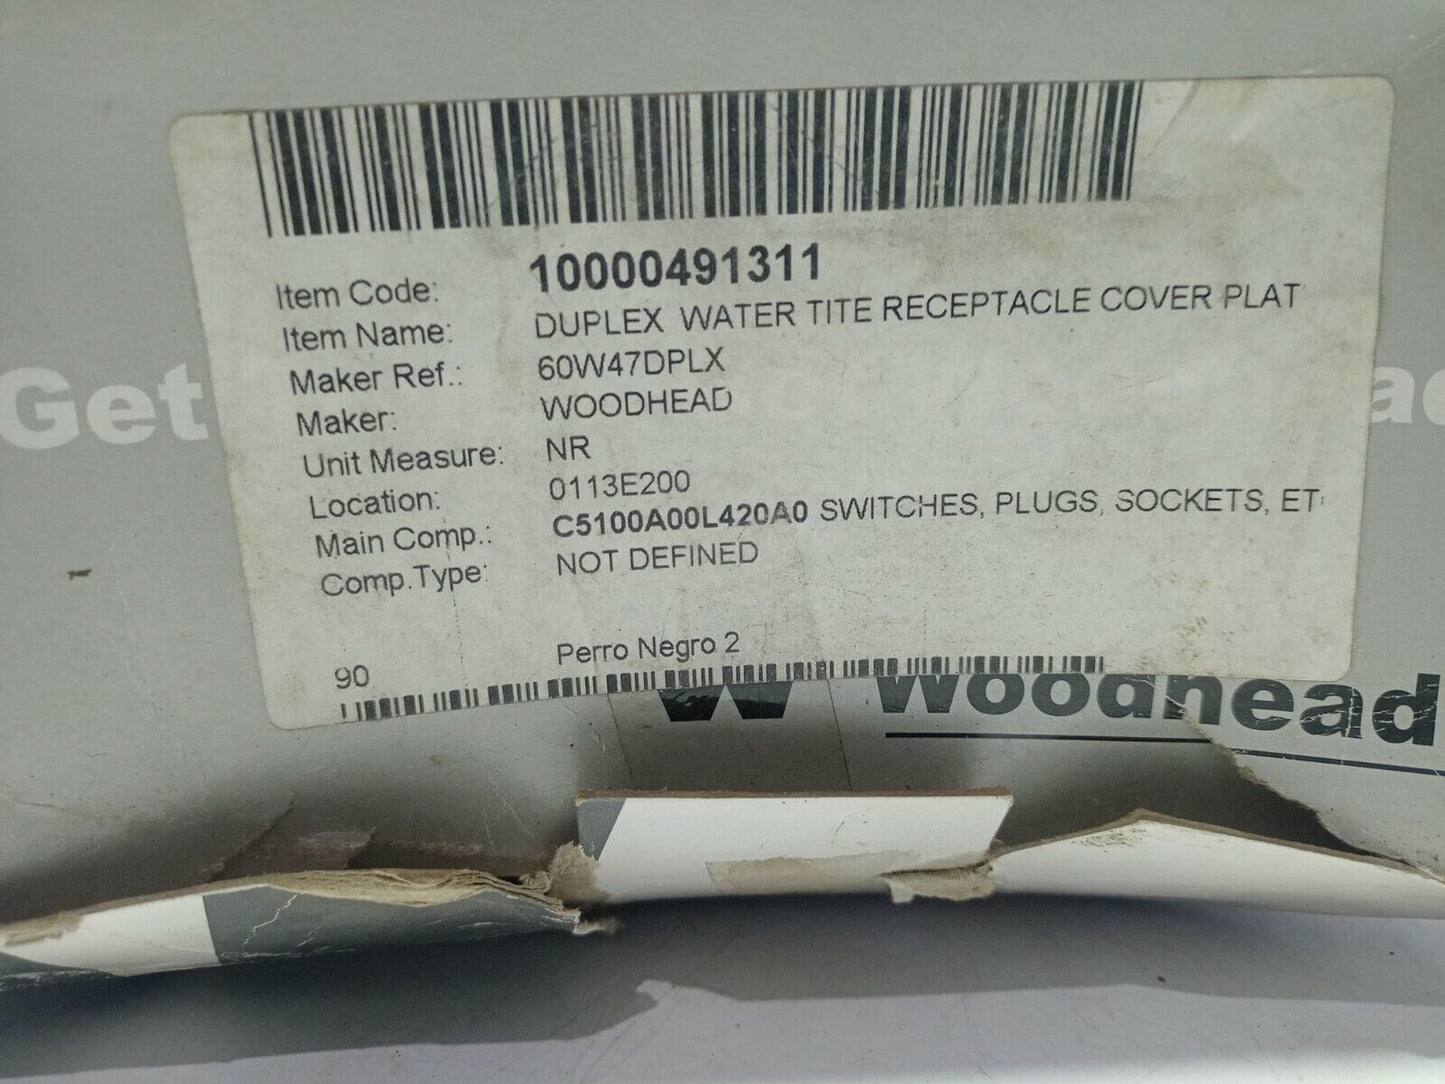 Item Code: 10000491311
Item Name: DUPLEX WATER TITE RECEPTACLE COVER PLAT
Maker Ref.: 60W47DPLX
Maker: WOODHEAD
Unit Measure: NR
Location: 0113E200
Main Comp.: C5100A00L420A0 SWITCHES, PLUGS, SOCKETS, ET
Comp.Type: NOT DEFINED
90 Perro Negro 2
Get
Woodhead